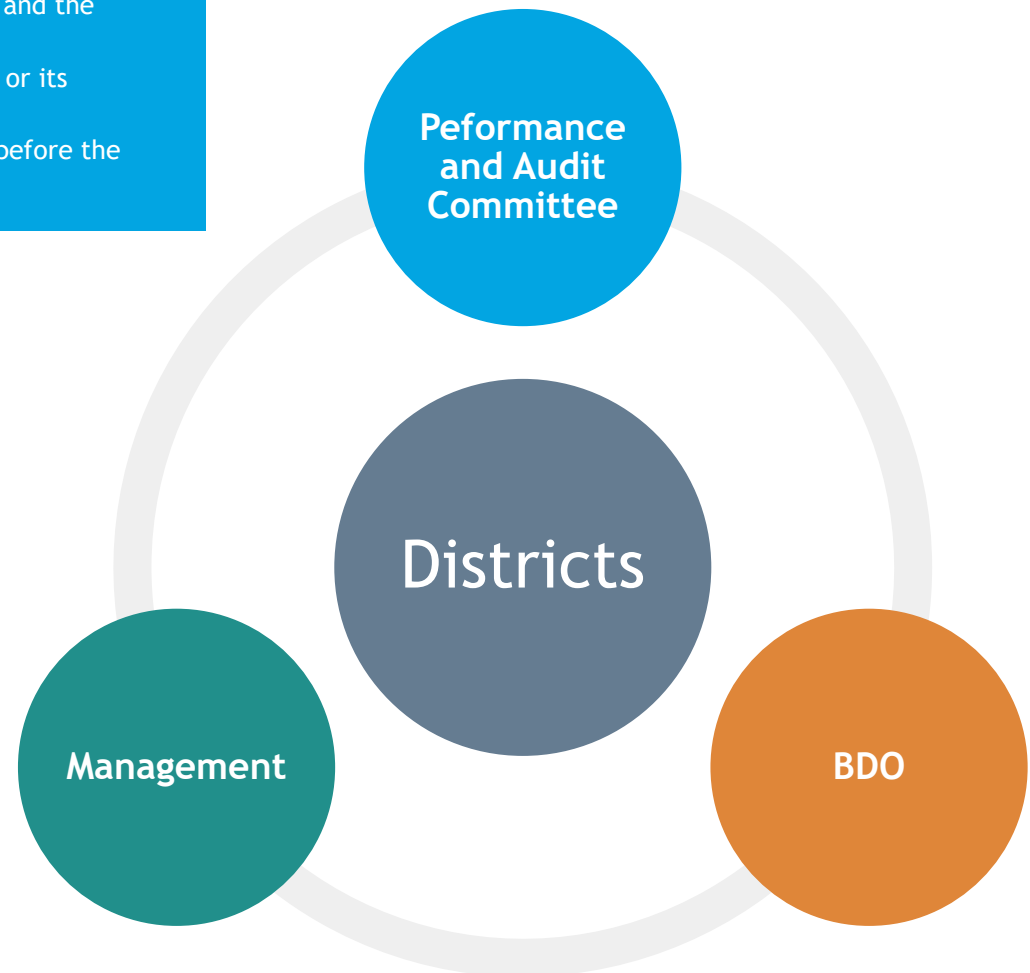 and the
or its
before the
Peformance
and Audit
Committee
Districts
Management
BDO